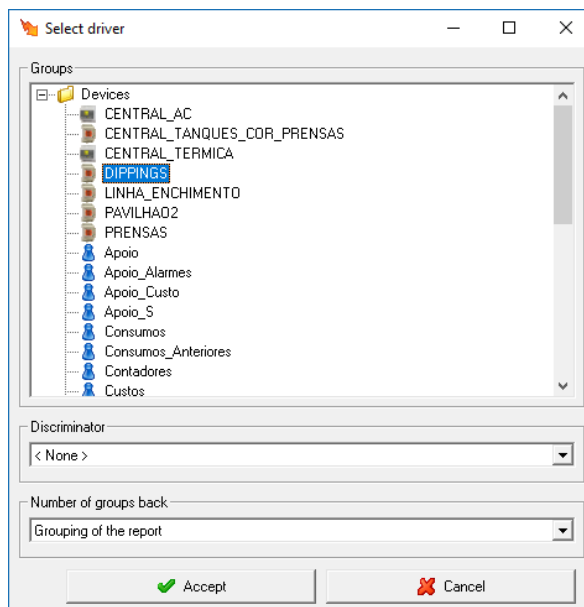 Select driver
Groups
Devices
CENTRAL_AC
CENTRAL_TANQUES_COR_PRENSAS
CENTRAL_TERMICA
DIPPINGS
LINHA_ENCHIMENTO
PAVILHAO2
PRENSAS
Apoio
Apoio_Alarmes
Apoio_Custo
Apoio_S
Consumos
Consumos_Anteriores
Contadores
Custos
Discriminator
< None >
Number of groups back
Grouping of the report
Accept
Cancel